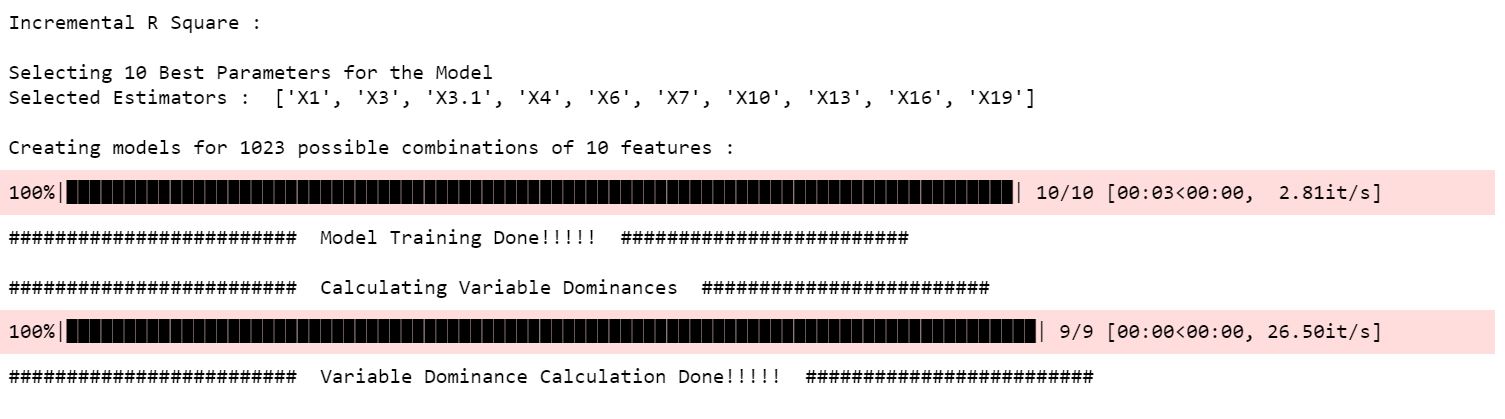 Incremental R Square :
Selecting 10 Best Parameters for the Model
Selected Estimators :  ['X1', 'X3', 'X3.1', 'X4', 'X6', 'X7', 'X10', 'X13', 'X16', 'X19']
Creating models for 1023 possible combinations of 10 features :
100%|██████████████████████████████████████████████████████████████████████████████████| 10/10 [00:03<00:00,  2.81it/s]
#########################  Model Training Done!!!!!  #########################
#########################  Calculating Variable Dominances  #########################
100%|████████████████████████████████████████████████████████████████████████████████████| 9/9 [00:00<00:00, 26.50it/s]
#########################  Variable Dominance Calculation Done!!!!!  #########################